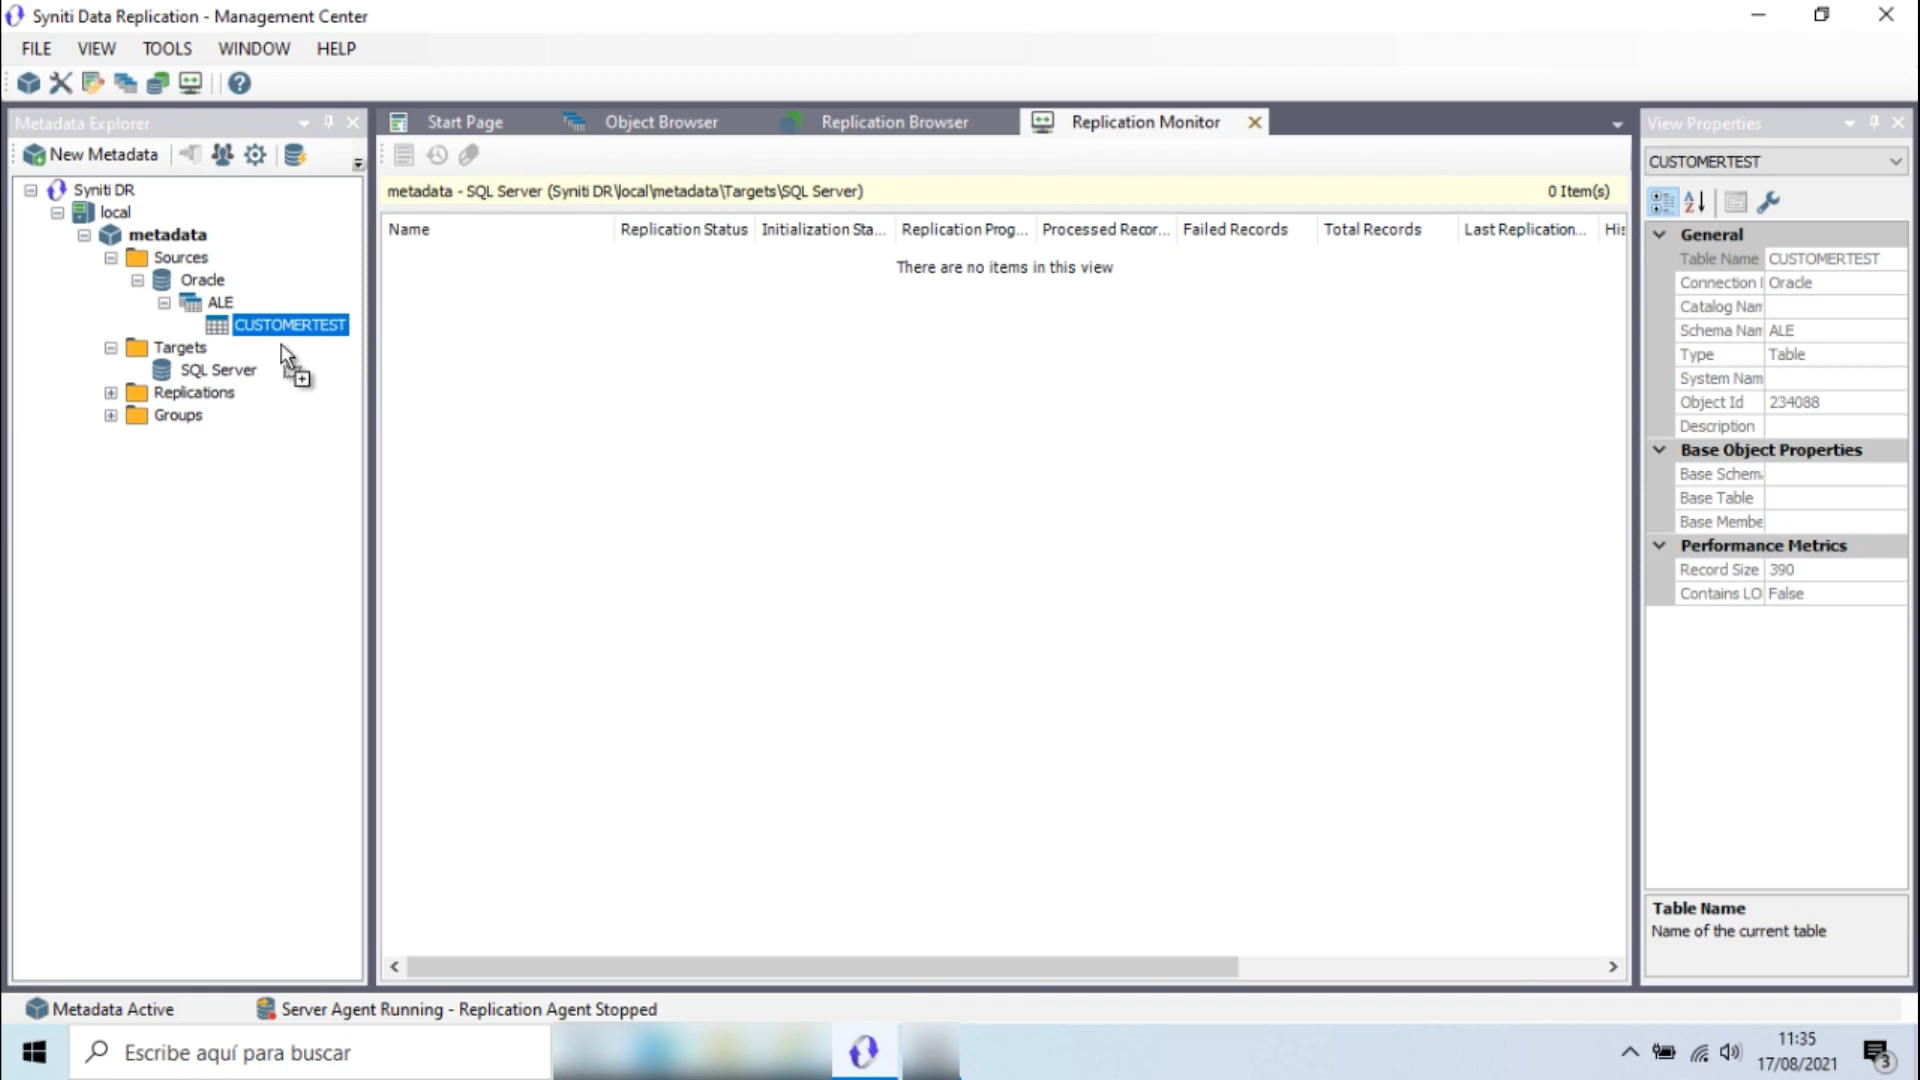 Syniti Data Replication - Management Center
FILE VIEW TOOLS WINDOW HELP
Metadata Explorer
New Metadata
Syniti DR
local
metadata
Sources
Oracle
ALE
CUSTOMERTEST
Targets
SQL Server
Replications
Groups
Start Page Object Browser Replication Browser Replication Monitor
metadata - SQL Server (Syniti DR\local\metadata\Targets\SQL Server) 0 Item(s)
Name Replication Status Initialization Sta... Replication Prog... Processed Recor... Failed Records Total Records Last Replication... His
There are no items in this view
View Properties
CUSTOMERTEST
General
Table Name CUSTOMERTEST
Connection Oracle
Catalog Nam
Schema Nam ALE
Type Table
System Nam
Object Id 234088
Description
Base Object Properties
Base Schem
Base Table
Base Membe
Performance Metrics
Record Size 390
Contains LO False
Table Name
Name of the current table
Metadata Active Server Agent Running - Replication Agent Stopped
Escribe aquí para buscar
11:35
17/08/2021
3